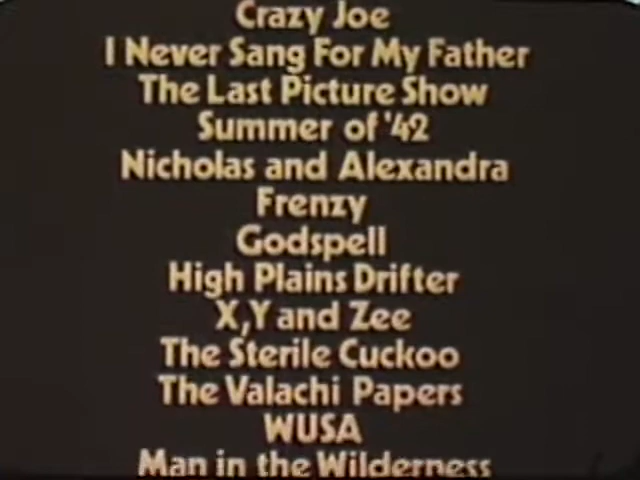 Crazy Joe
I Never Sang For My Father
The Last Picture Show
Summer of '42
Nicholas and Alexandra
Frenzy
Godspell
High Plains Drifter
X,Y and Zee
The Sterile Cuckoo
The Valachi Papers
WUSA
Man in the Wilderness